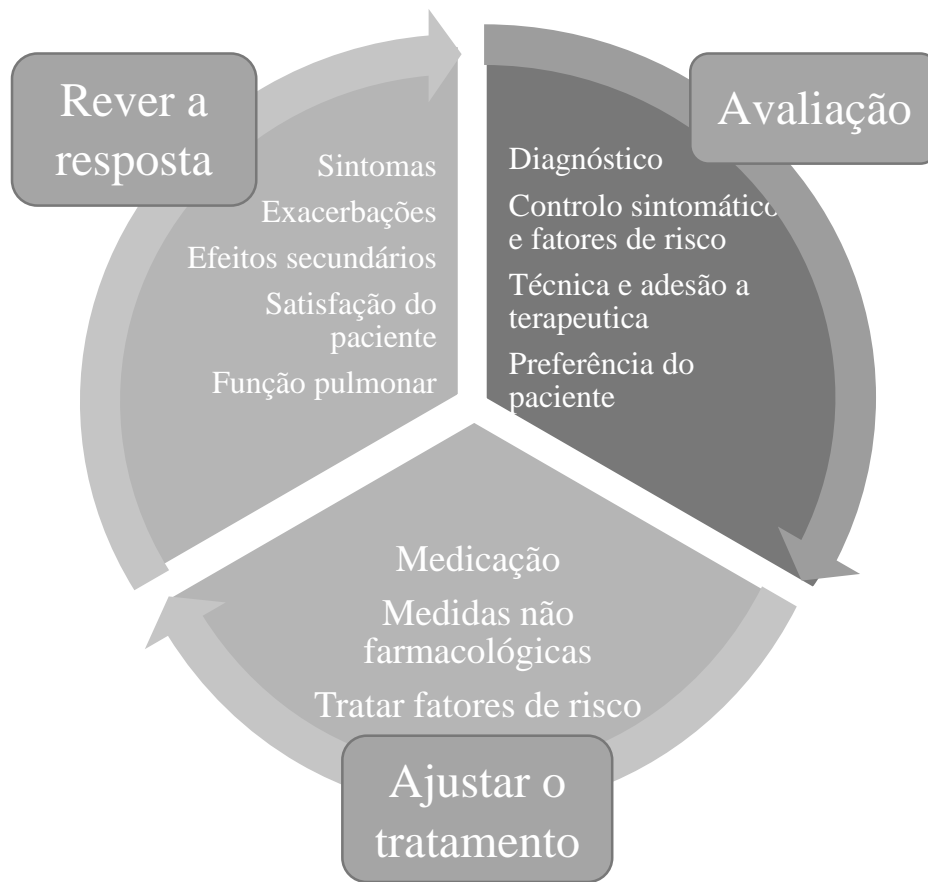 Rever a
resposta
Sintomas
Exacerbações
Efeitos secundários
Satisfação do
paciente
Função pulmonar
Avaliação
Diagnóstico
Controlo sintomático
e fatores de risco
Técnica e adesão a
terapeutica
Preferência do
paciente
Medicação
Medidas não
farmacológicas
Tratar fatores de risco
Ajustar o
tratamento